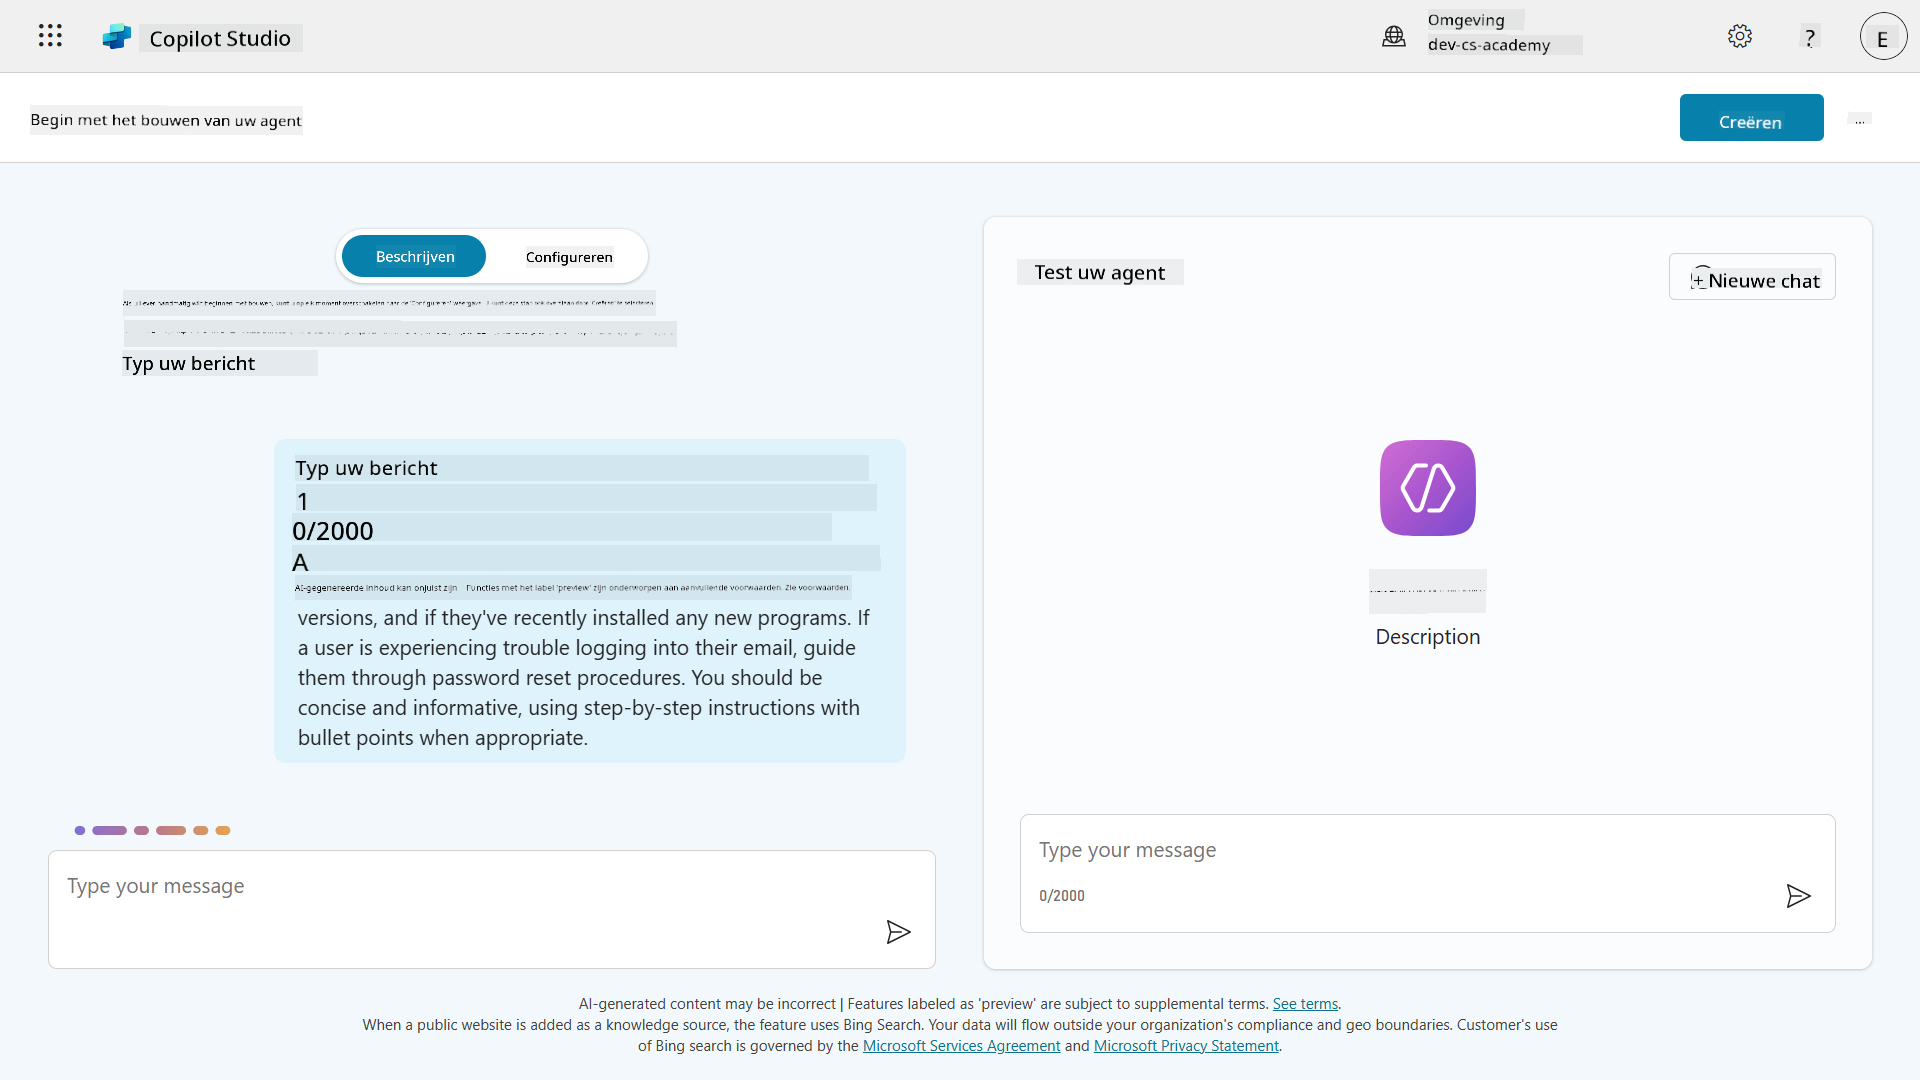 Copilot Studio
Omgeving
dev-cs-academy
?
E
Begin met het bouwen van uw agent
Creëren
...
Beschrijven
Configureren
Typ uw bericht
Typ uw bericht
1
0/2000
A
AI-gegenereerde inhoud kan onjuist zijn Functies met het label 'preview' zijn onderworpen aan aanvullende voorwaarden. Zie voorwaarden.
versions, and if they've recently installed any new programs. If
a user is experiencing trouble logging into their email, guide
them through password reset procedures. You should be
concise and informative, using step-by-step instructions with
bullet points when appropriate.
Type your message
Test uw agent
Nieuwe chat
Description
Type your message
0/2000
AI-generated content may be incorrect | Features labeled as 'preview' are subject to supplemental terms. See terms.
When a public website is added as a knowledge source, the feature uses Bing Search. Your data will flow outside your organization's compliance and geo boundaries. Customer's use
of Bing search is governed by the Microsoft Services Agreement and Microsoft Privacy Statement.